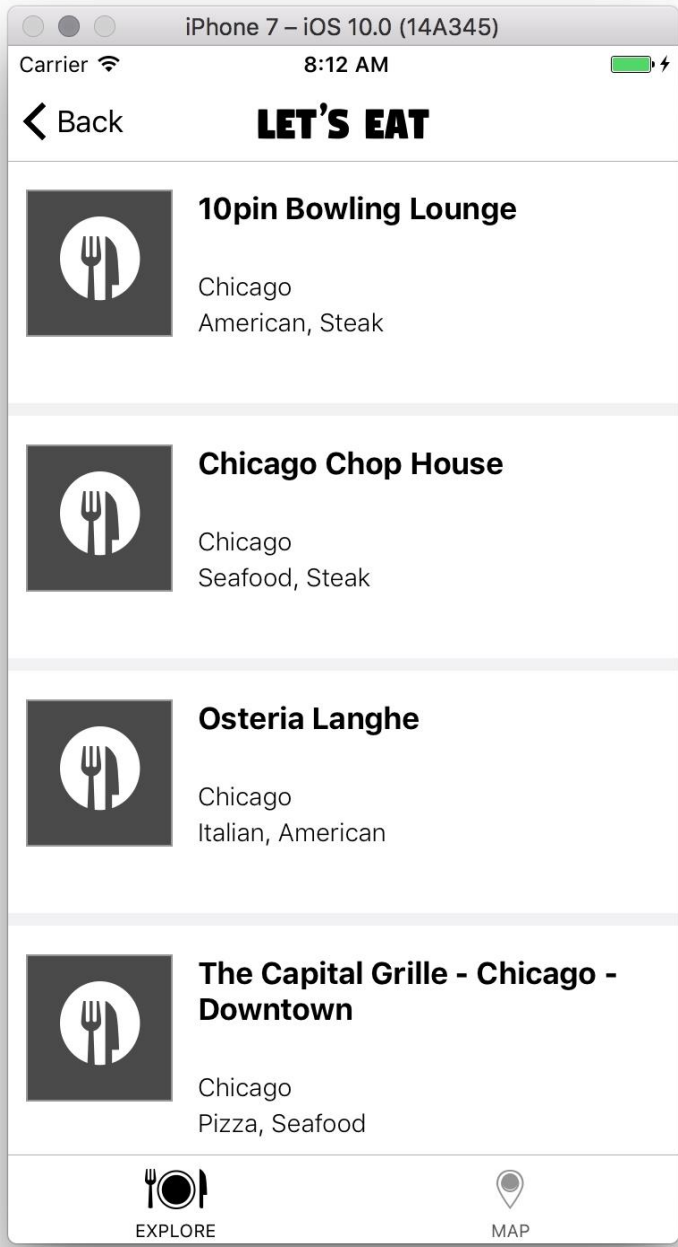 iPhone 7 – iOS 10.0 (14A345)
Carrier 8:12 AM
Back LET'S EAT
10pin Bowling Lounge
Chicago
American, Steak
Chicago Chop House
Chicago
Seafood, Steak
Osteria Langhe
Chicago
Italian, American
The Capital Grille - Chicago -
Downtown
Chicago
Pizza, Seafood
EXPLORE MAP